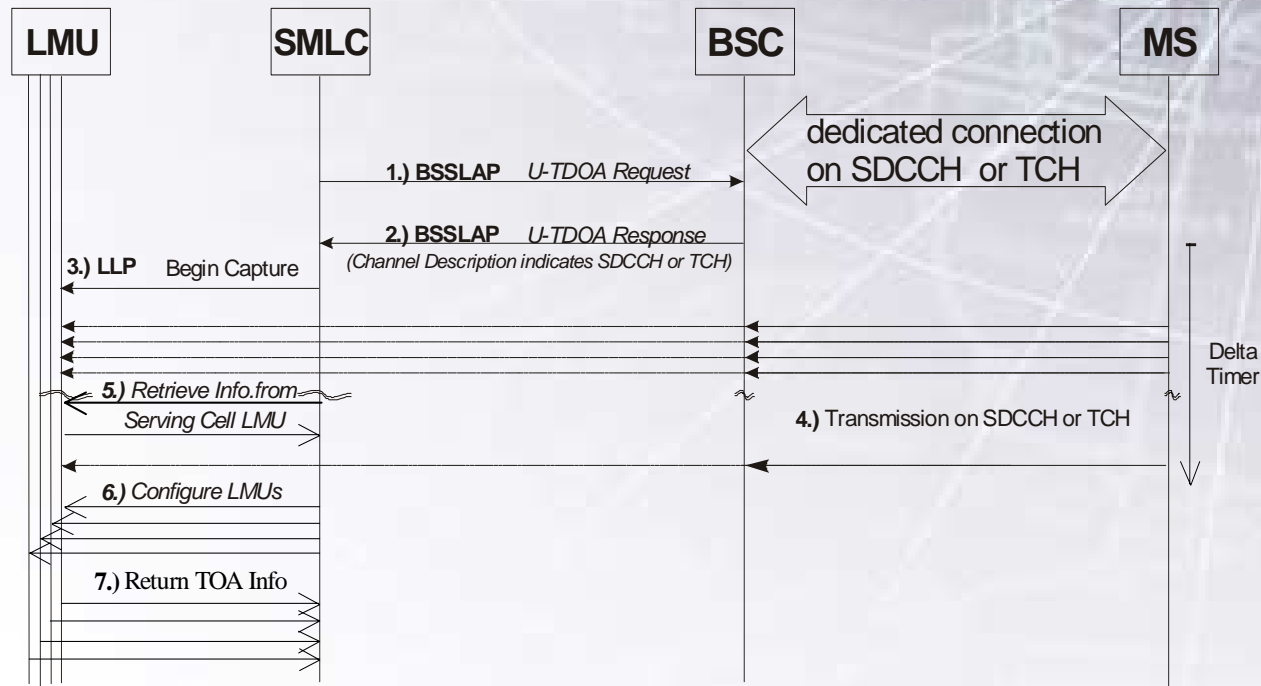 LMU
SMLC
BSC
MS
dedicated connection
on SDCCH or TCH
1.) BSSLAP U-TDOA Request
2.) BSSLAP U-TDOA Response
(Channel Description indicates SDCCH or TCH)
3.) LLP Begin Capture
Delta
Timer
5.) Retrieve Info.from
Serving Cell LMU
4.) Transmission on SDCCH or TCH
6.) Configure LMUs
7.) Return TOA Info